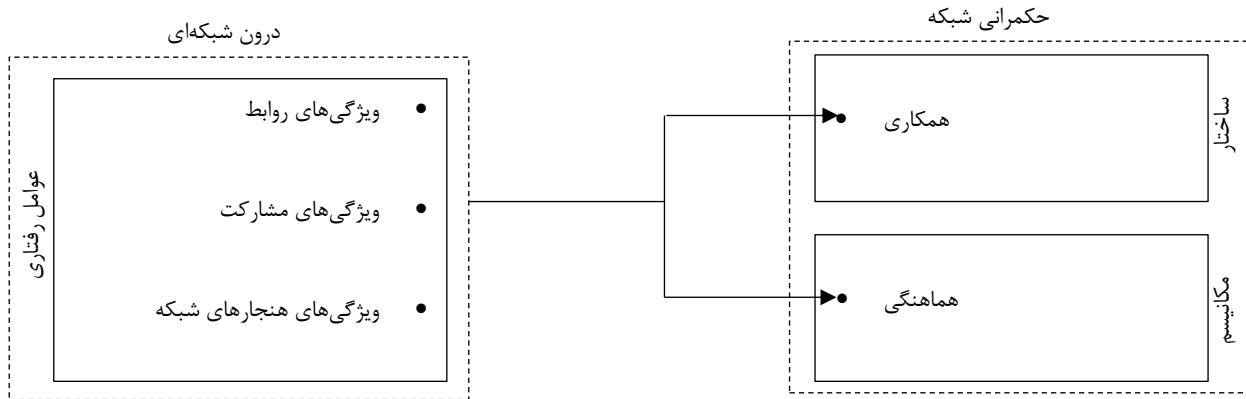 حکمرانی شبکه
ساختار
همکاری
مکانیسم
هماهنگی
درون شبکه‌ای
ویژگی‌های روابط
ویژگی‌های مشارکت
ویژگی‌های هنجارهای شبکه
عوامل رفتاری